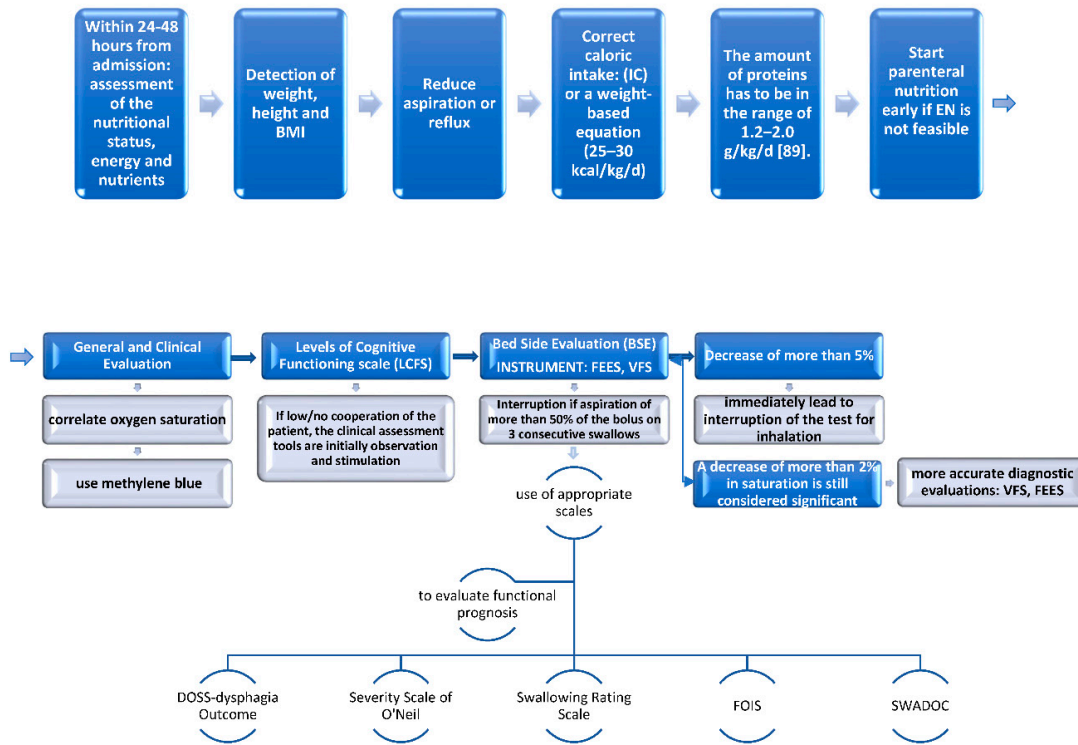 Within 24-48
hours from
admission:
assessment
of the
nutritional
status,
energy and
nutrients
Detection of
weight,
height and
BMI
Reduce
aspiration or
reflux
Correct
caloric
intake: (IC)
or a weight-
based
equation
(25–30
kcal/kg/d)
The amount
of proteins
has to be in
the range of
1.2–2.0
g/kg/d [89].
Start
parenteral
nutrition
early if EN is
not feasible
General and Clinical
Evaluation
correlate oxygen saturation
use methylene blue
Levels of Cognitive
Functioning scale (LCFS)
If low/no cooperation of the
patient, the clinical assessment
tools are initially observation
and stimulation
Bed Side Evaluation (BSE)
INSTRUMENT: FEES, VFS
Interruption if aspiration of
more than 50% of the bolus on
3 consecutive swallows
Decrease of more than 5%
immediately lead to
interruption of the test for
inhalation
A decrease of more than 2%
in saturation is still
considered significant
more accurate diagnostic
evaluations: VFS, FEES
use of appropriate
scales
to evaluate functional
prognosis
DOSS-dysphagia
Outcome
Severity Scale of
O'Neil
Swallowing Rating
Scale
FOIS
SWADOC